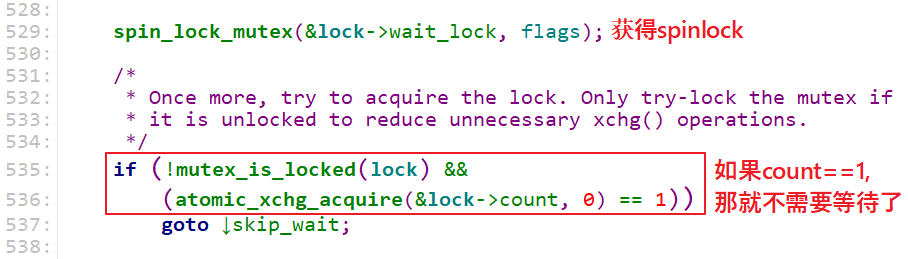 528:
529: spin_lock_mutex(&lock->wait_lock, flags); 获得spinlock
530:
531: /*
532: * Once more, try to acquire the lock. Only try-lock the mutex if
533: * it is unlocked to reduce unnecessary xchg() operations.
534: */
535: if (!mutex_is_locked(lock) && 如果count==1,
536: (atomic_xchg_acquire(&lock->count, 0) == 1)) 那就不需要等待了
537: goto ↓skip_wait;
538: